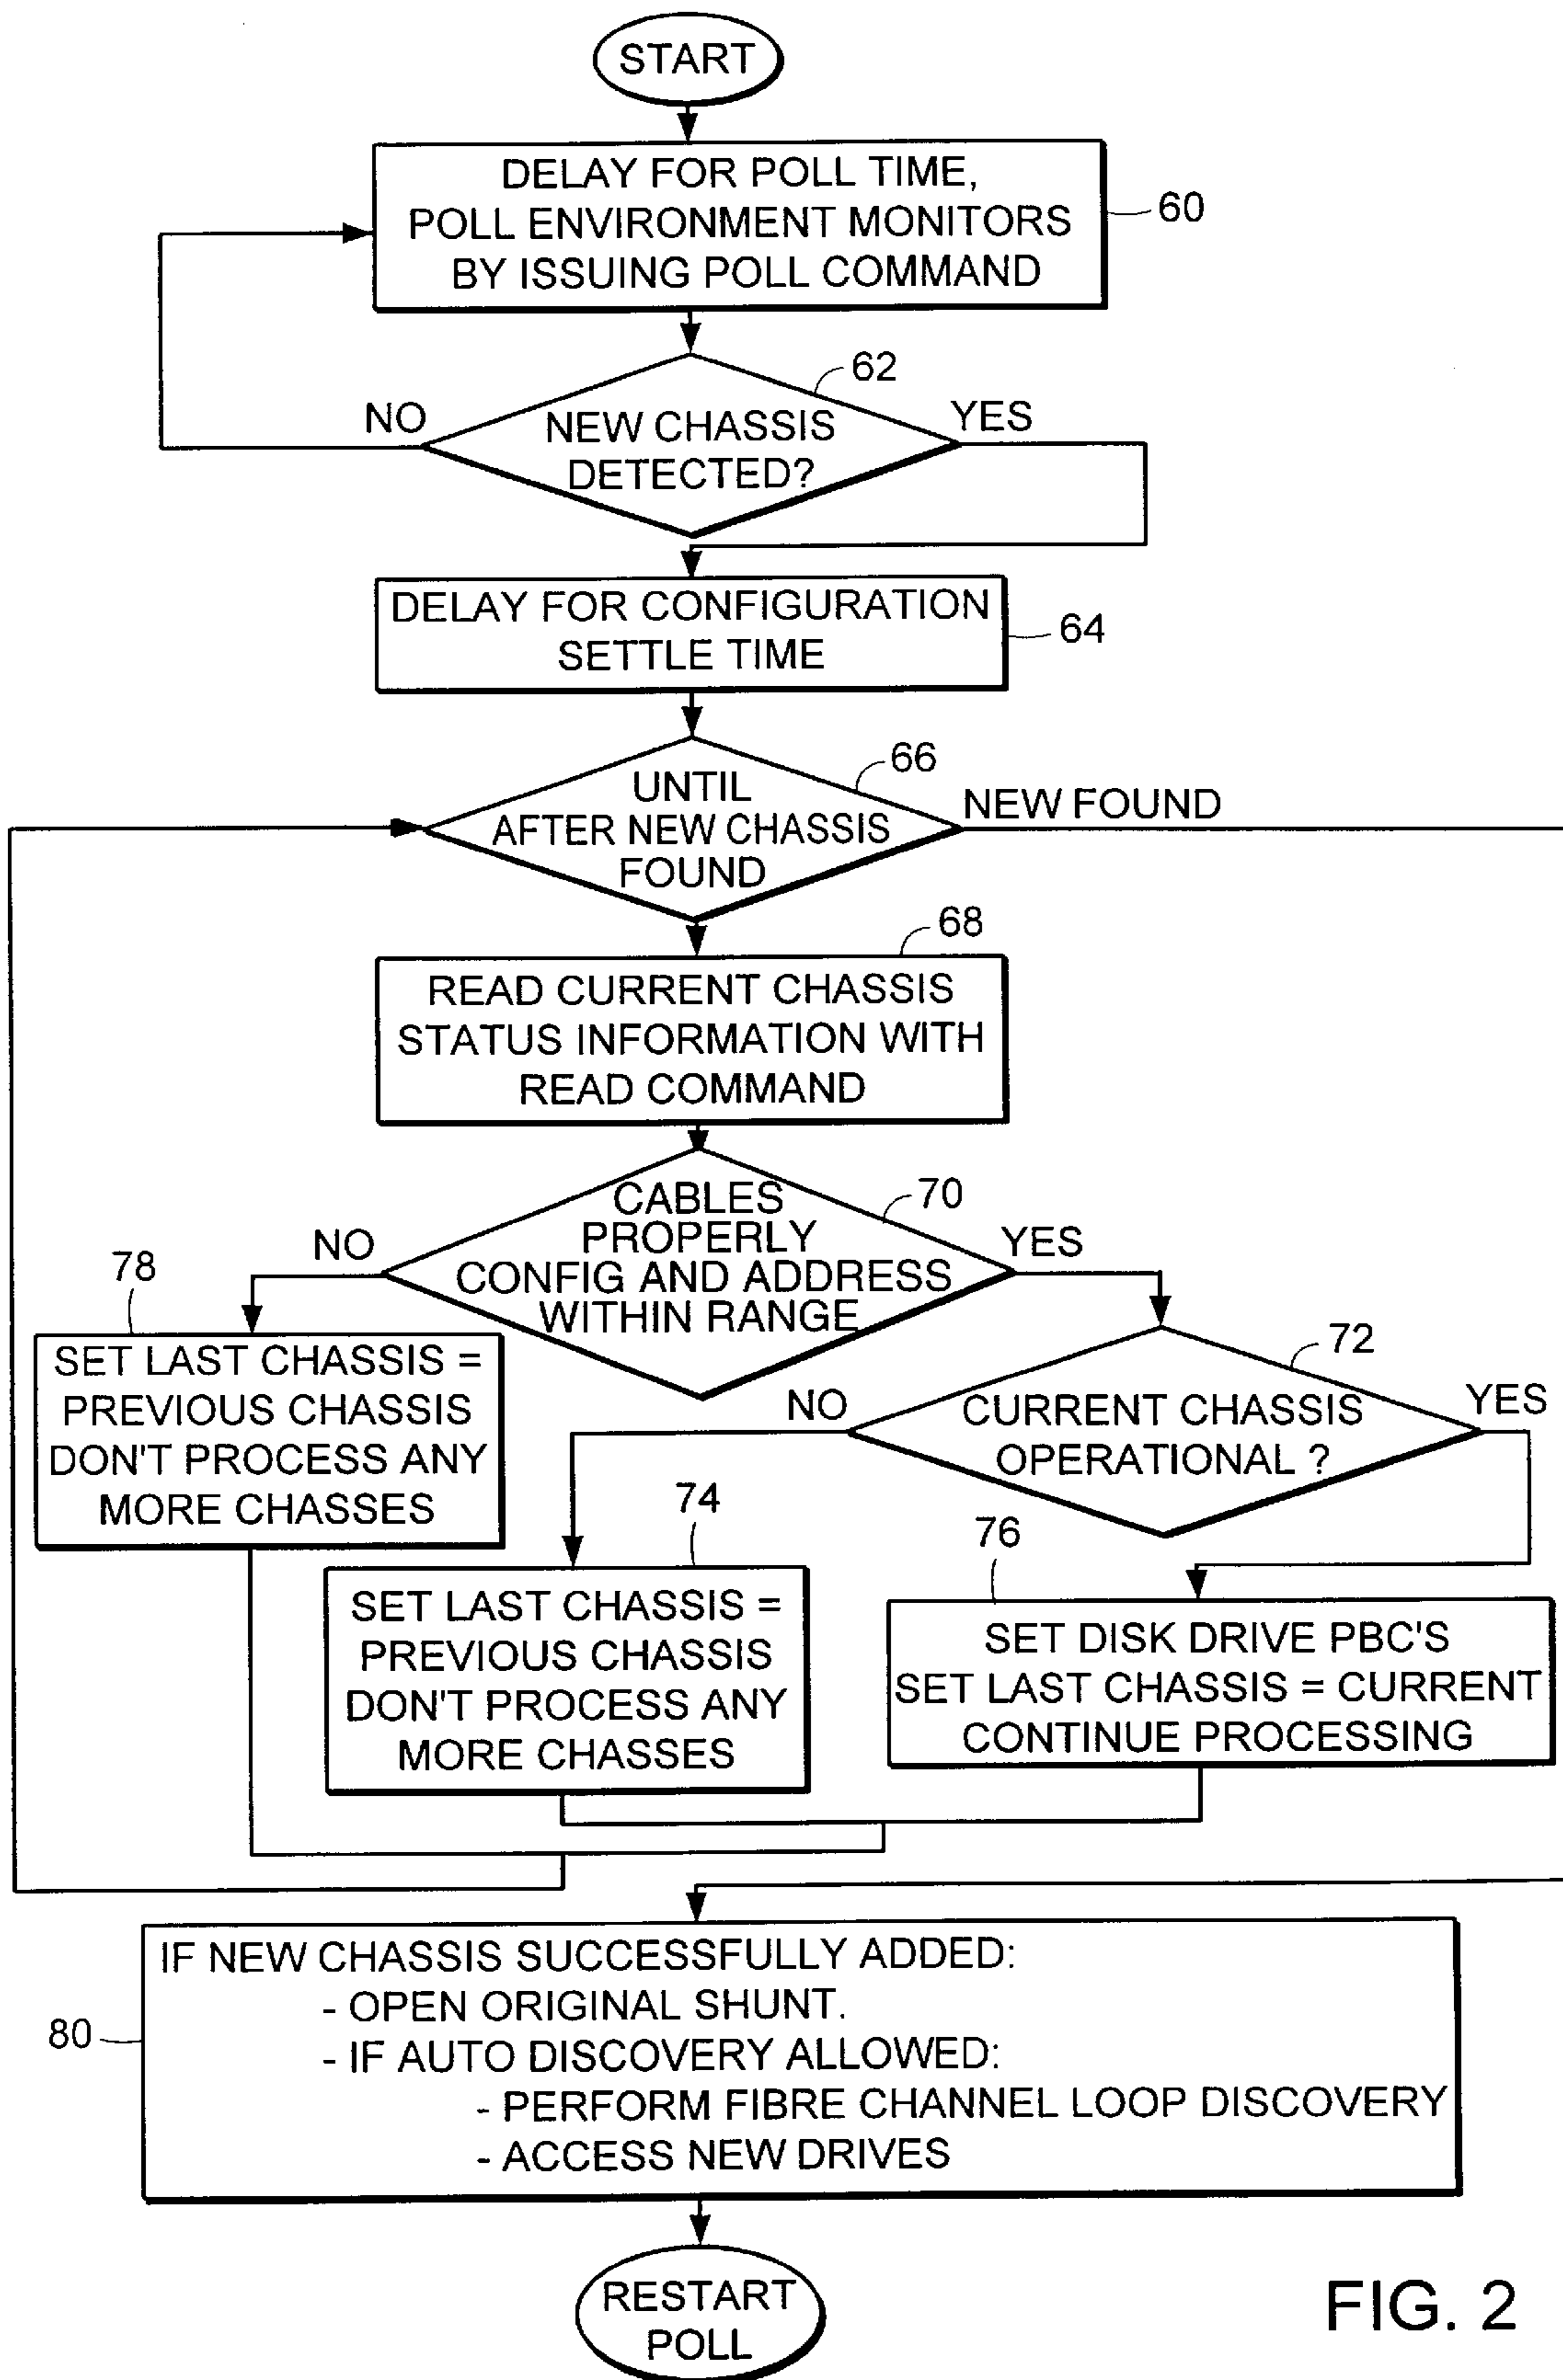 START
DELAY FOR POLL TIME,
POLL ENVIRONMENT MONITORS
BY ISSUING POLL COMMAND
60
62
NO
YES
NEW CHASSIS
DETECTED?
DELAY FOR CONFIGURATION
SETTLE TIME
64
66
UNTIL
AFTER NEW CHASSIS
FOUND
NEW FOUND
68
READ CURRENT CHASSIS
STATUS INFORMATION WITH
READ COMMAND
70
CABLES
PROPERLY
CONFIG AND ADDRESS
WITHIN RANGE
NO
YES
78
SET LAST CHASSIS =
PREVIOUS CHASSIS
DON'T PROCESS ANY
MORE CHASSES
72
NO
YES
CURRENT CHASSIS
OPERATIONAL ?
74
SET LAST CHASSIS =
PREVIOUS CHASSIS
DON'T PROCESS ANY
MORE CHASSES
76
SET DISK DRIVE PBC'S
SET LAST CHASSIS = CURRENT
CONTINUE PROCESSING
80
IF NEW CHASSIS SUCCESSFULLY ADDED:
- OPEN ORIGINAL SHUNT.
- IF AUTO DISCOVERY ALLOWED:
- PERFORM FIBRE CHANNEL LOOP DISCOVERY
- ACCESS NEW DRIVES
RESTART
POLL
FIG. 2